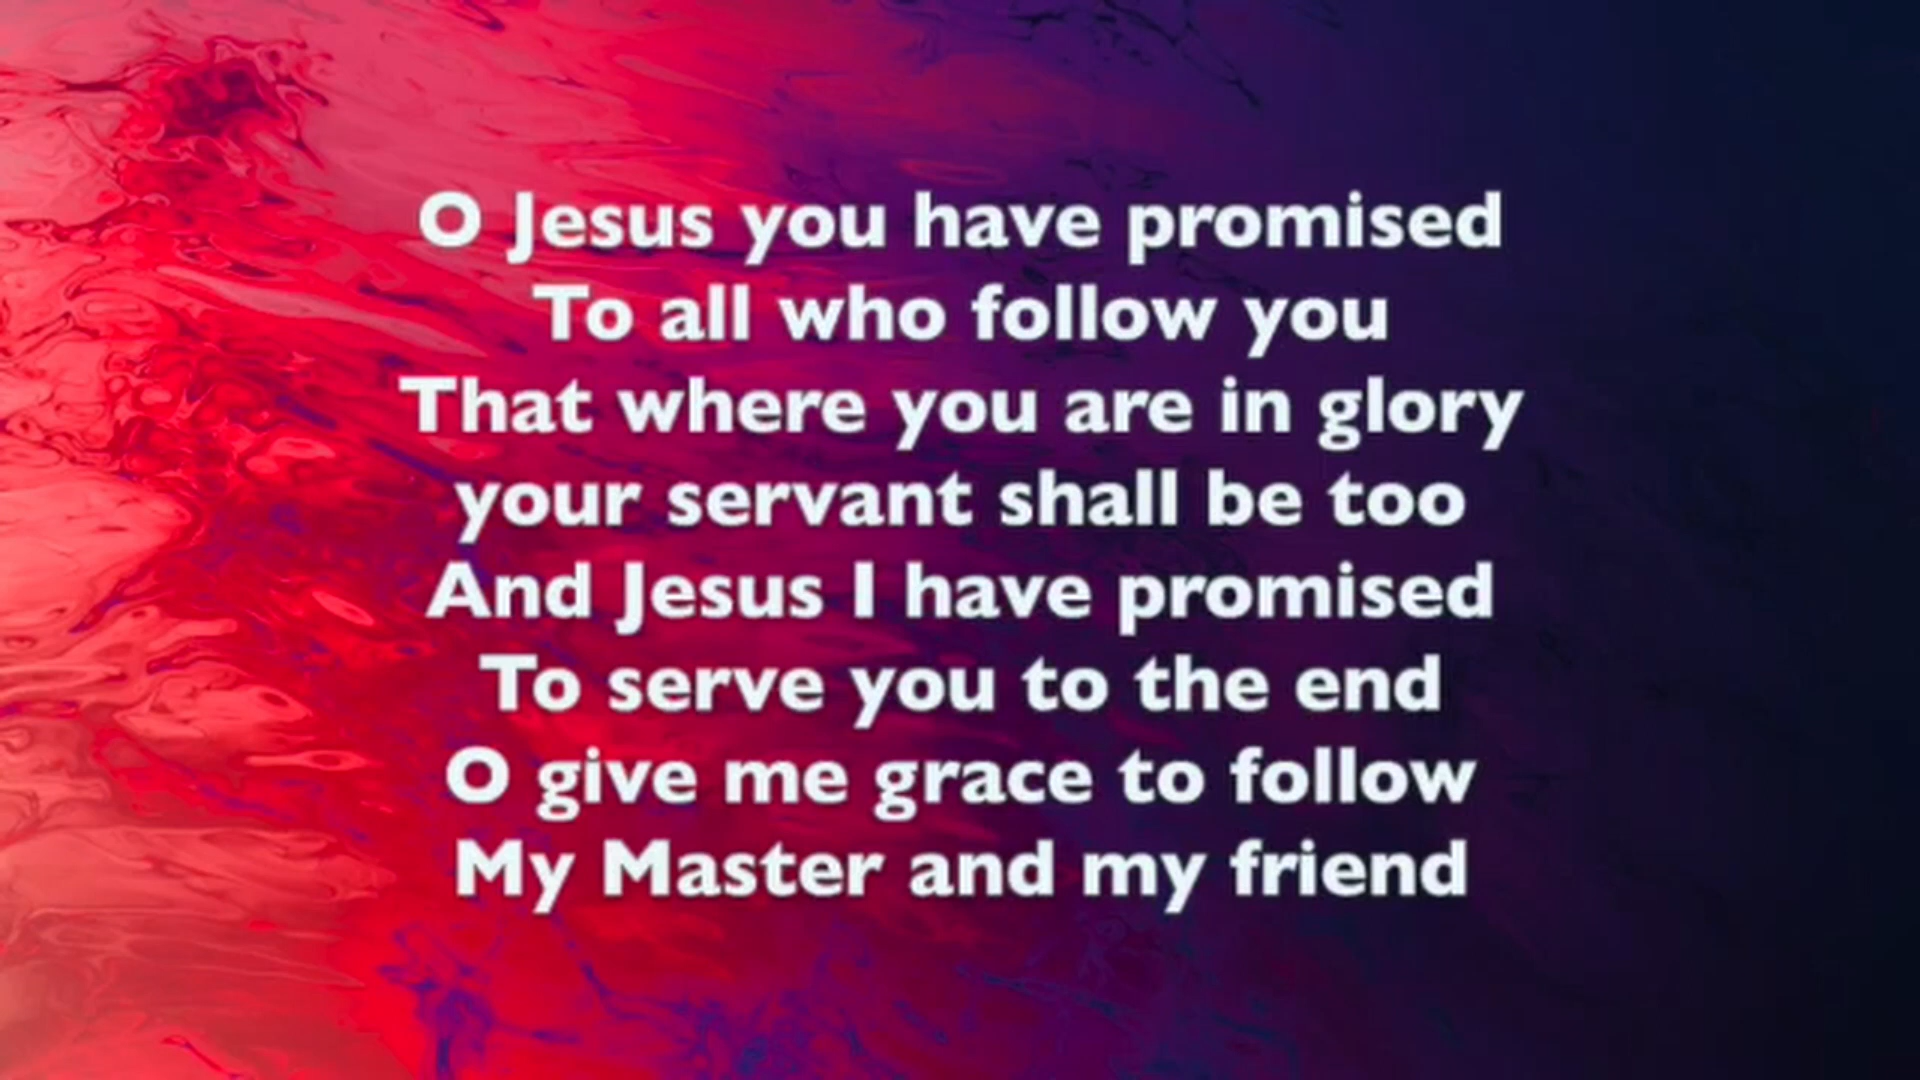 O Jesus you have promised
To all who follow you
That where you are in glory
your servant shall be too
And Jesus I have promised
To serve you to the end
O give me grace to follow
My Master and my friend